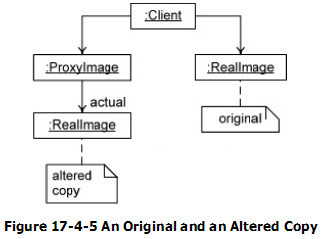 :Client
:ProxyImage
:RealImage
actual
:RealImage
original
altered
copy
Figure 17-4-5 An Original and an Altered Copy